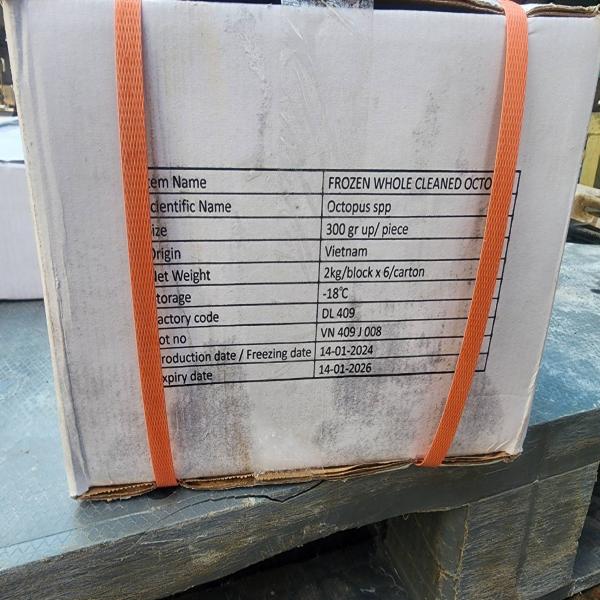 em Name FROZEN WHOLE CLEANED OCTO
cientific Name Octopus spp
ize 300 gr up/ piece
rigin Vietnam
Net Weight 2kg/block x 6/carton
torage -18°C
actory code DL 409
ot no VN 409 J 008
roduction date / Freezing date 14-01-2024
xpiry date 14-01-2026